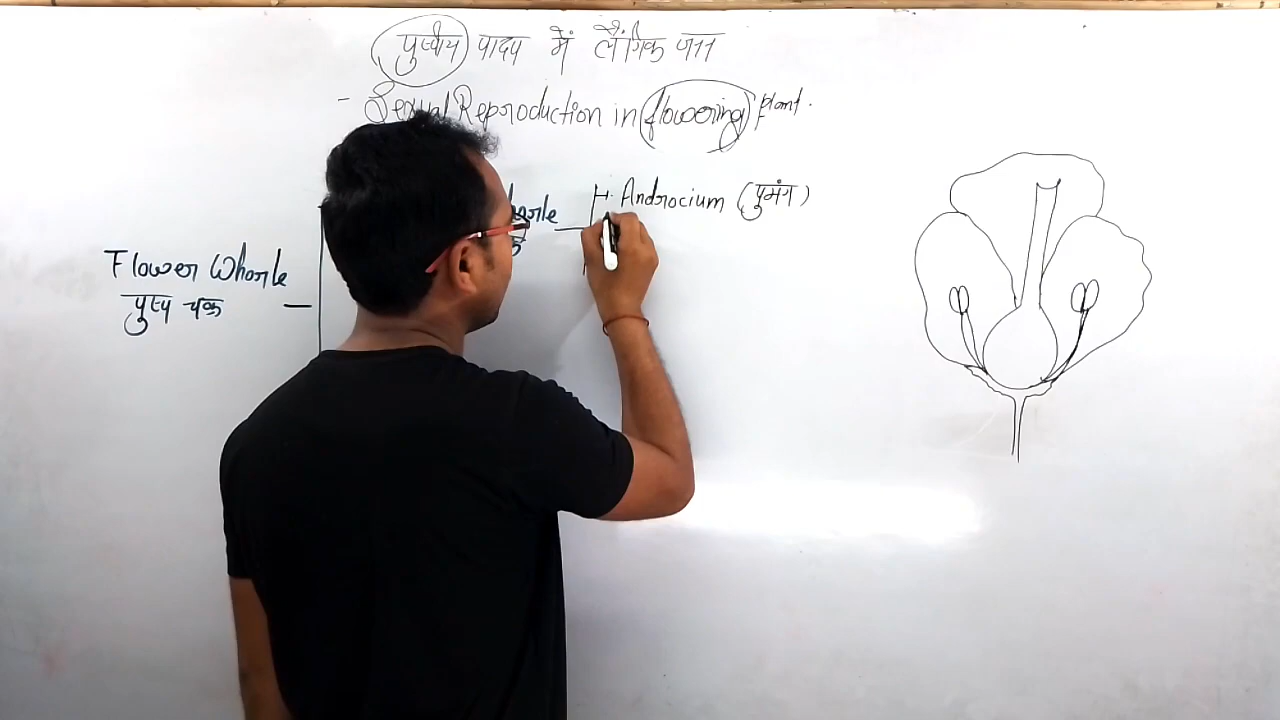 पुष्पीय पादप में लैंगिक जनन
- Sexual Reproduction in flowering plant.
Androcium (पुमंग)
Flower Whorle
पुष्प चक्र